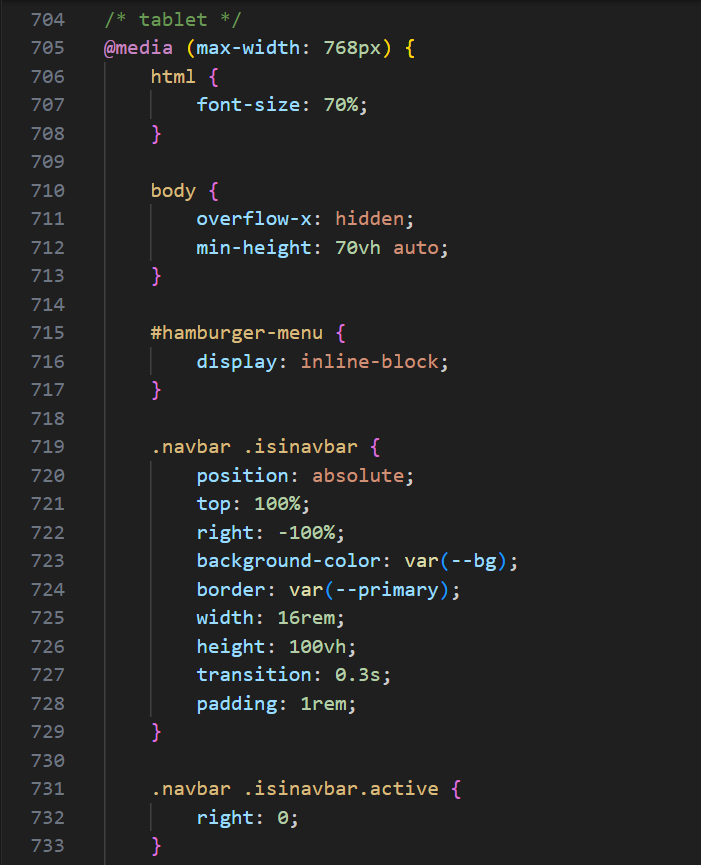 704 /* tablet */
705 @media (max-width: 768px) {
706 html {
707 font-size: 70%;
708 }
709
710 body {
711 overflow-x: hidden;
712 min-height: 70vh auto;
713 }
714
715 #hamburger-menu {
716 display: inline-block;
717 }
718
719 .navbar .isinavbar {
720 position: absolute;
721 top: 100%;
722 right: -100%;
723 background-color: var(--bg);
724 border: var(--primary);
725 width: 16rem;
726 height: 100vh;
727 transition: 0.3s;
728 padding: 1rem;
729 }
730
731 .navbar .isinavbar.active {
732 right: 0;
733 }